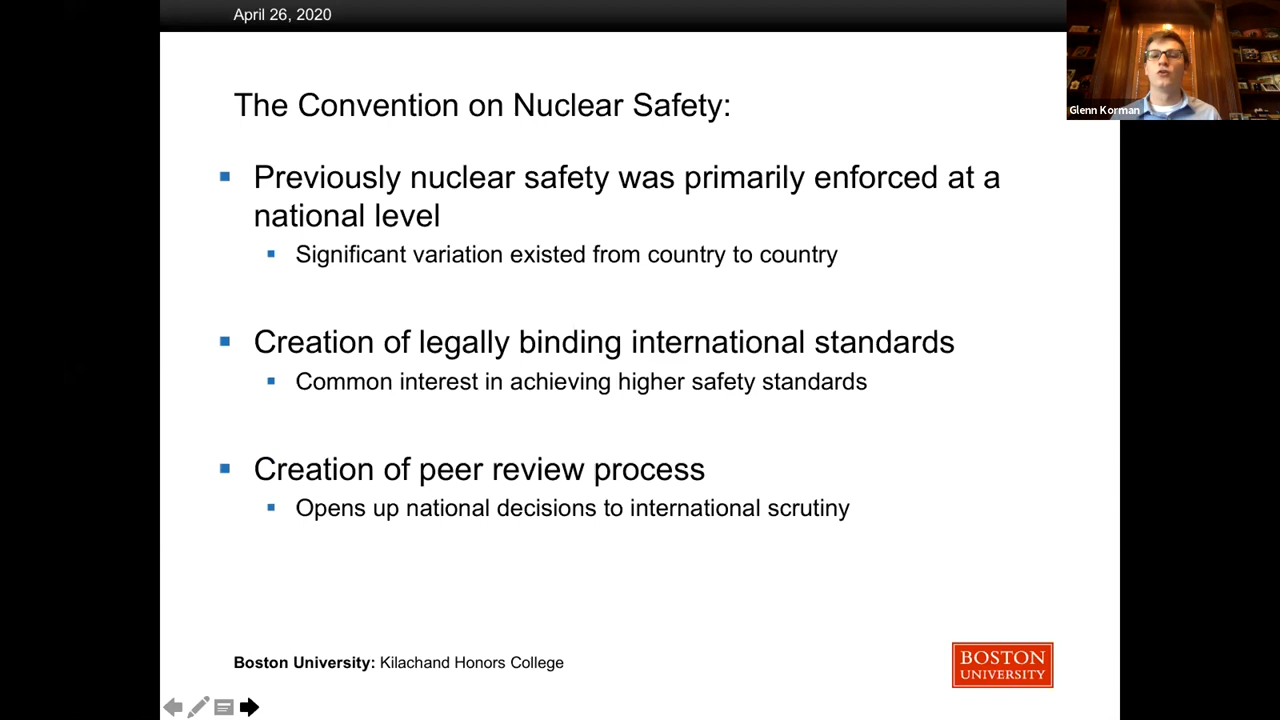 April 26, 2020
Glenn Korman
The Convention on Nuclear Safety:
Previously nuclear safety was primarily enforced at a
national level
Significant variation existed from country to country
Creation of legally binding international standards
Common interest in achieving higher safety standards
Creation of peer review process
Opens up national decisions to international scrutiny
Boston University: Kilachand Honors College
BOSTON
UNIVERSITY